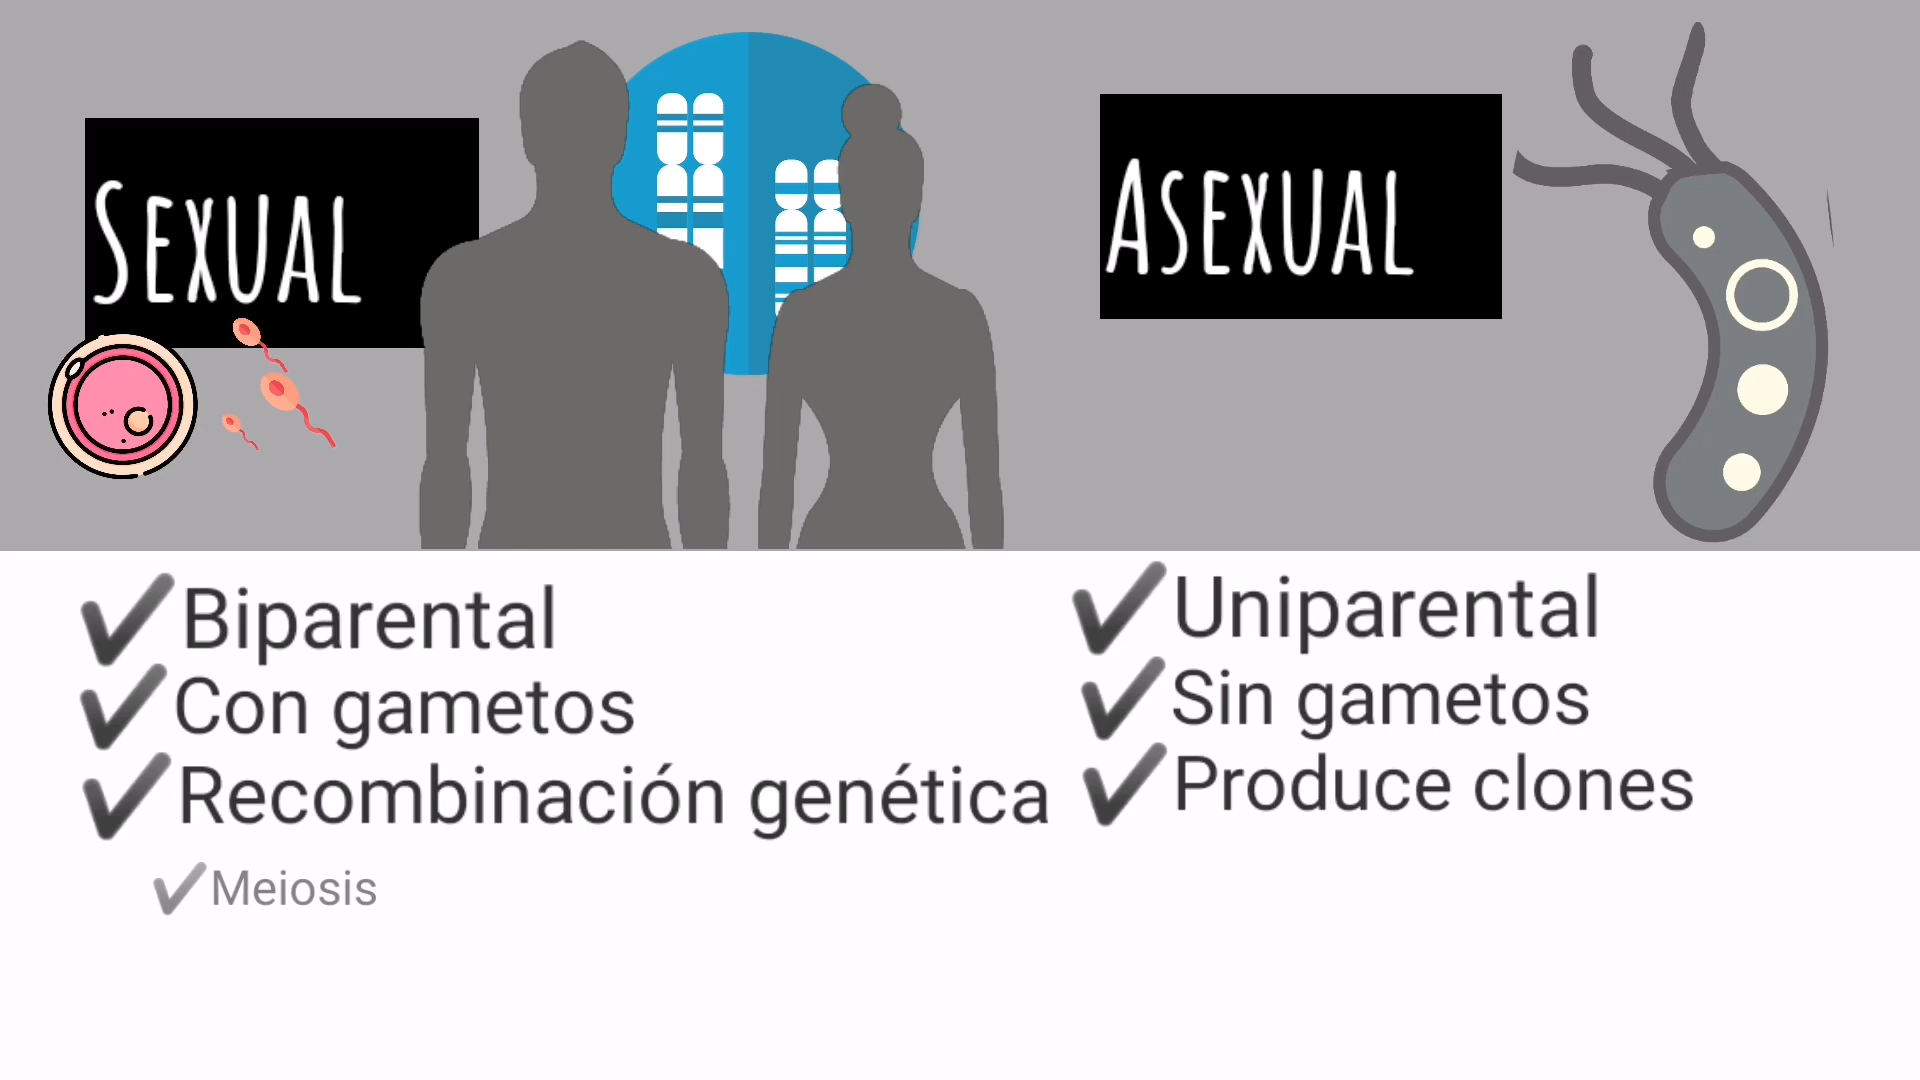 Sexual
Asexual
✔Biparental
✔Con gametos
✔Recombinación genética
✔Meiosis
✔Uniparental
✔Sin gametos
✔Produce clones